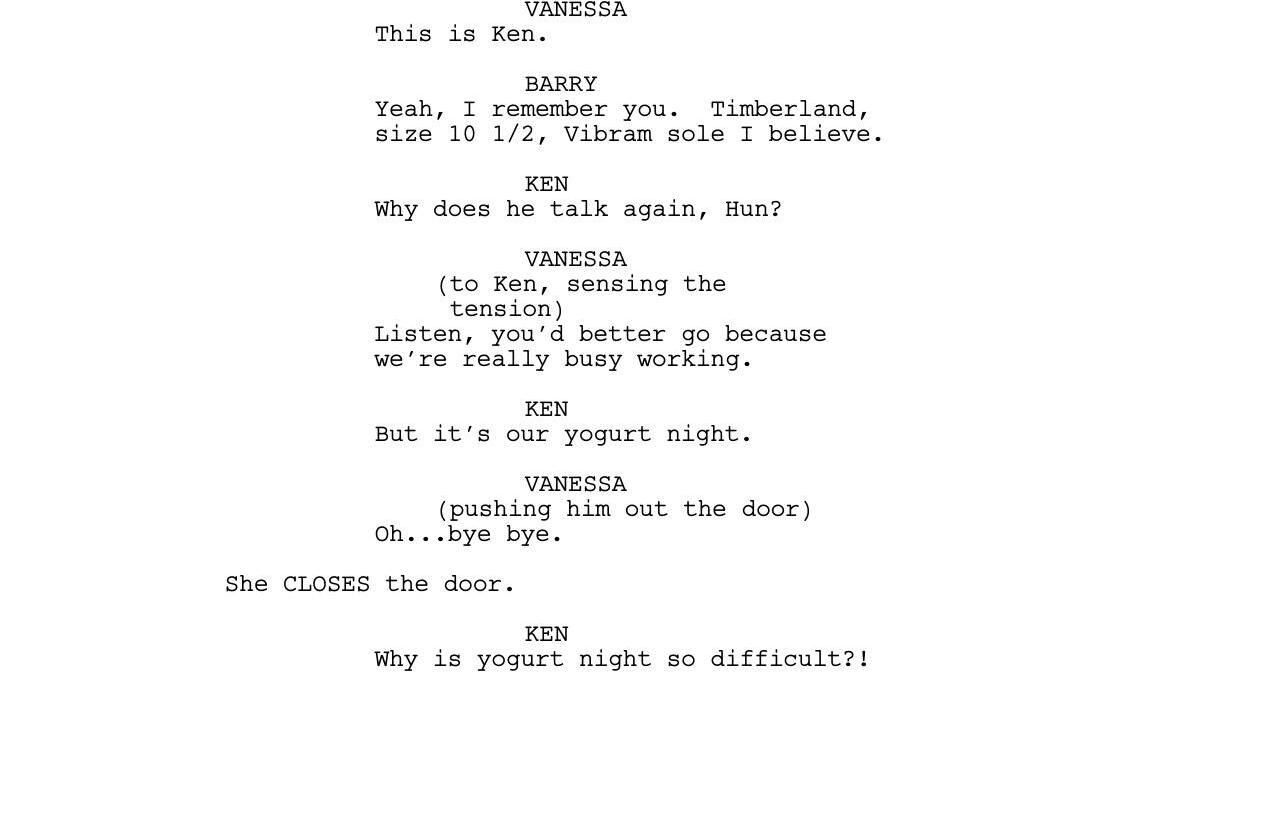 VANESSA
This is Ken.
BARRY
Yeah, I remember you.  Timberland,
size 10 1/2, Vibram sole I believe.
KEN
Why does he talk again, Hun?
VANESSA
(to Ken, sensing the
tension)
Listen, you’d better go because
we’re really busy working.
KEN
But it’s our yogurt night.
VANESSA
(pushing him out the door)
Oh...bye bye.
She CLOSES the door.
KEN
Why is yogurt night so difficult?!